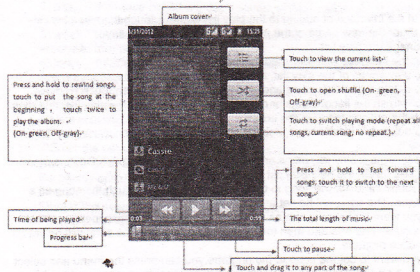 Album cover
3/31/2012 15:25
Touch to view the current list
Press and hold to rewind songs,
touch to put the song at the
beginning , touch twice to
play the album.
(On- green, Off-gray)
Touch to open shuffle (On- green,
Off-gray)
Touch to switch playing mode (repeat all
songs, current song, no repeat.)
Cassie
Press and hold to fast forward
songs, touch it to switch to the next
song.
Time of being played
0:03
The total length of music
Progress bar
Touch to pause
Touch and drag it to any part of the song